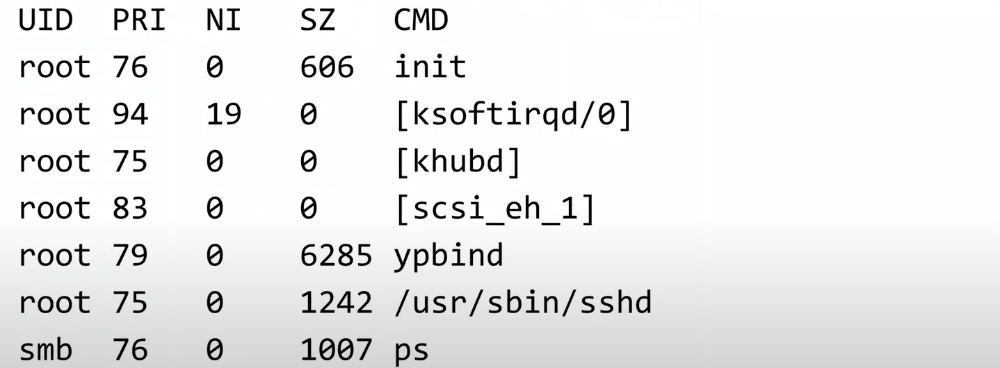 UID PRI NI SZ CMD
root 76 0 606 init
root 94 19 0 [ksoftirqd/0]
root 75 0 0 [khubd]
root 83 0 0 [scsi_eh_1]
root 79 0 6285 ypbind
root 75 0 1242 /usr/sbin/sshd
smb 76 0 1007 ps